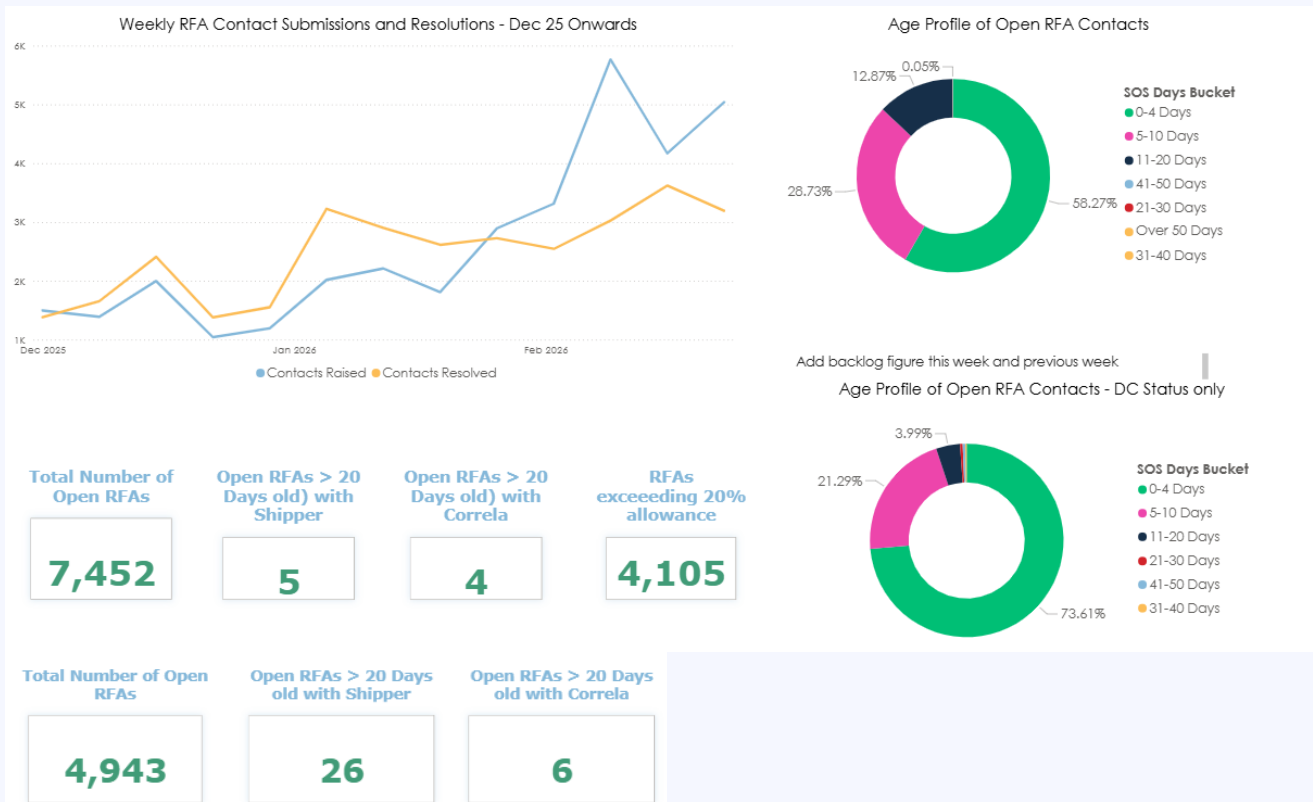 Weekly RFA Contact Submissions and Resolutions - Dec 25 Onwards
6K
5K
4K
3K
2K
1K
Dec 2025
Jan 2026
Feb 2026
Contacts Raised
Contacts Resolved
Age Profile of Open RFA Contacts
0.05%
12.87%
28.73%
58.27%
SOS Days Bucket
0-4 Days
5-10 Days
11-20 Days
41-50 Days
21-30 Days
Over 50 Days
31-40 Days
Add backlog figure this week and previous week
Age Profile of Open RFA Contacts - DC Status only
3.99%
21.29%
73.61%
SOS Days Bucket
0-4 Days
5-10 Days
11-20 Days
21-30 Days
41-50 Days
31-40 Days
Total Number of
Open RFAs
7,452
Open RFAs > 20
Days old) with
Shipper
5
Open RFAs > 20
Days old) with
Correla
4
RFAs
exceeeding 20%
allowance
4,105
Total Number of Open
RFAs
4,943
Open RFAs > 20 Days
old with Shipper
26
Open RFAs > 20 Days
old with Correla
6